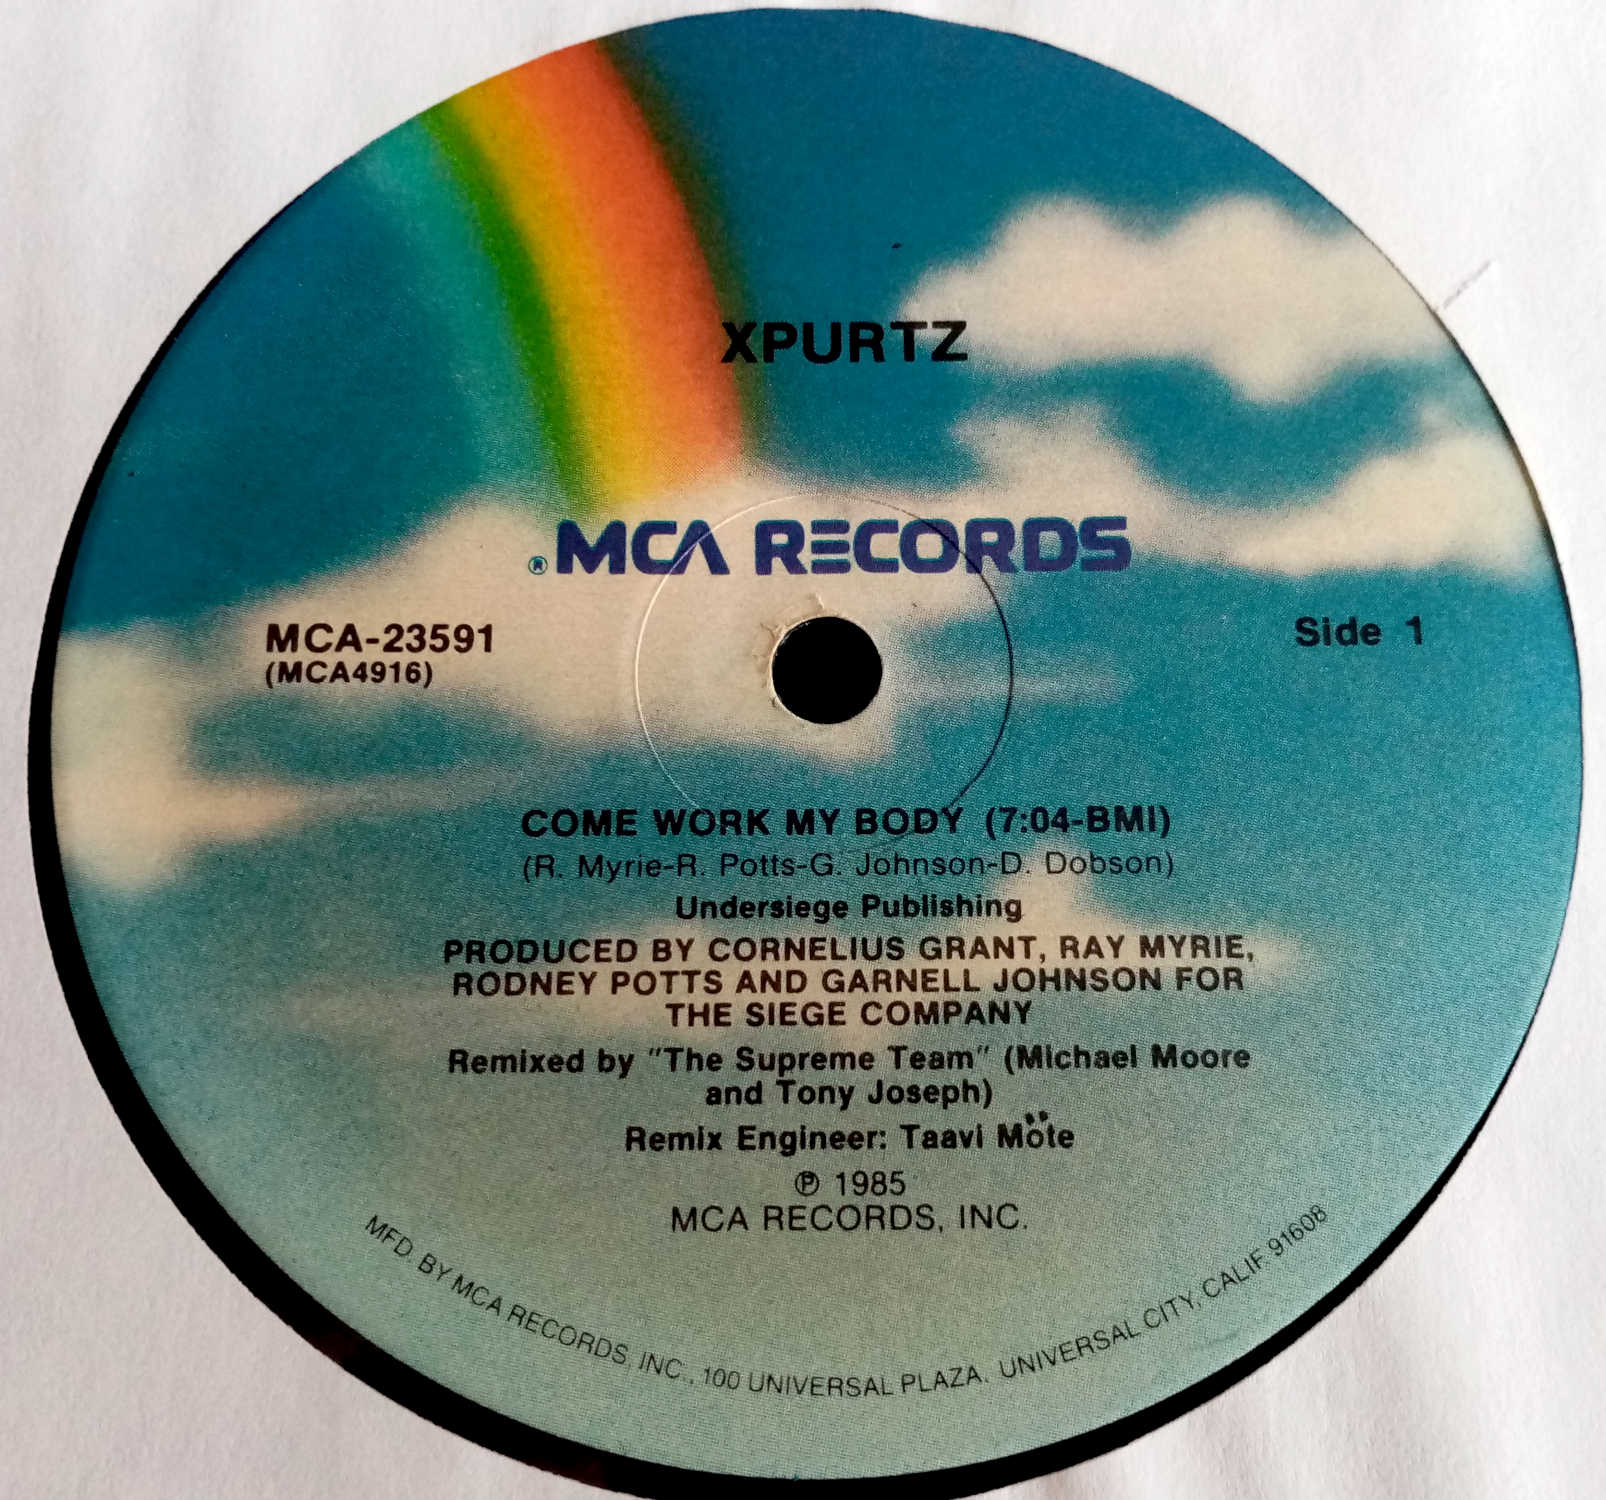 XPURTZ
® MCA RECORDS
MCA-23591
(MCA4916)
Side 1
COME WORK MY BODY (7:04-BMI)
(R. Myrie-R. Potts-G. Johnson-D. Dobson)
Undersiege Publishing
PRODUCED BY CORNELIUS GRANT, RAY MYRIE,
RODNEY POTTS AND GARNELL JOHNSON FOR
THE SIEGE COMPANY
Remixed by "The Supreme Team" (Michael Moore
and Tony Joseph)
Remix Engineer: Taavi Möte
℗ 1985
MCA RECORDS, INC.
MFD. BY MCA RECORDS, INC., 100 UNIVERSAL PLAZA, UNIVERSAL CITY, CALIF. 91608